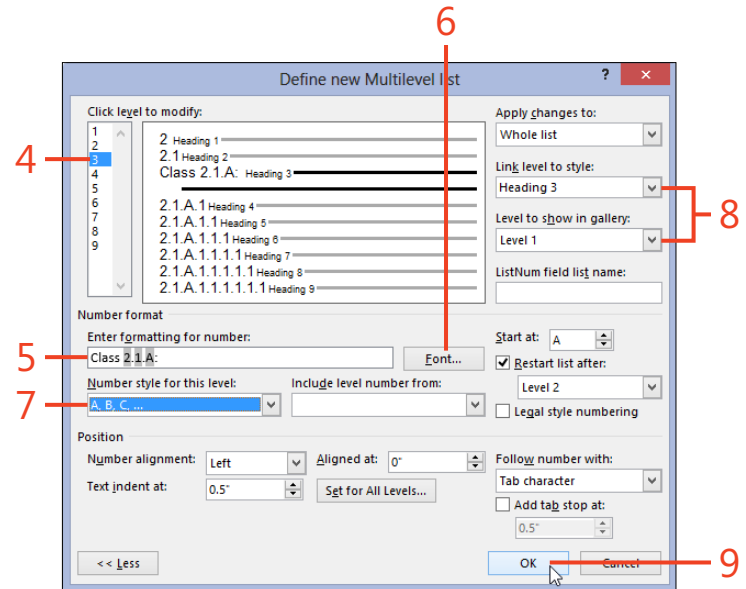 6
Define new Multilevel list
? ×
Click level to modify:
1
2
3
4
5
6
7
8
9
2 Heading 1
2.1 Heading 2
Class 2.1.A: Heading 3
2.1.A.1 Heading 4
2.1.A.1.1 Heading 5
2.1.A.1.1.1 Heading 6
2.1.A.1.1.1.1 Heading 7
2.1.A.1.1.1.1.1 Heading 8
2.1.A.1.1.1.1.1.1 Heading 9
Apply changes to:
Whole list
Link level to style:
Heading 3
Level to show in gallery:
Level 1
ListNum field list name:
4
8
Number format
Enter formatting for number:
Class 2.1.A:
Font...
5
Number style for this level:
A, B, C, ...
7
Include level number from:
Start at: A
Restart list after:
Level 2
Legal style numbering
Position
Number alignment: Left
Aligned at: 0"
Text indent at: 0.5"
Set for All Levels...
Follow number with:
Tab character
Add tab stop at:
0.5"
<< Less
OK
Cancel
9